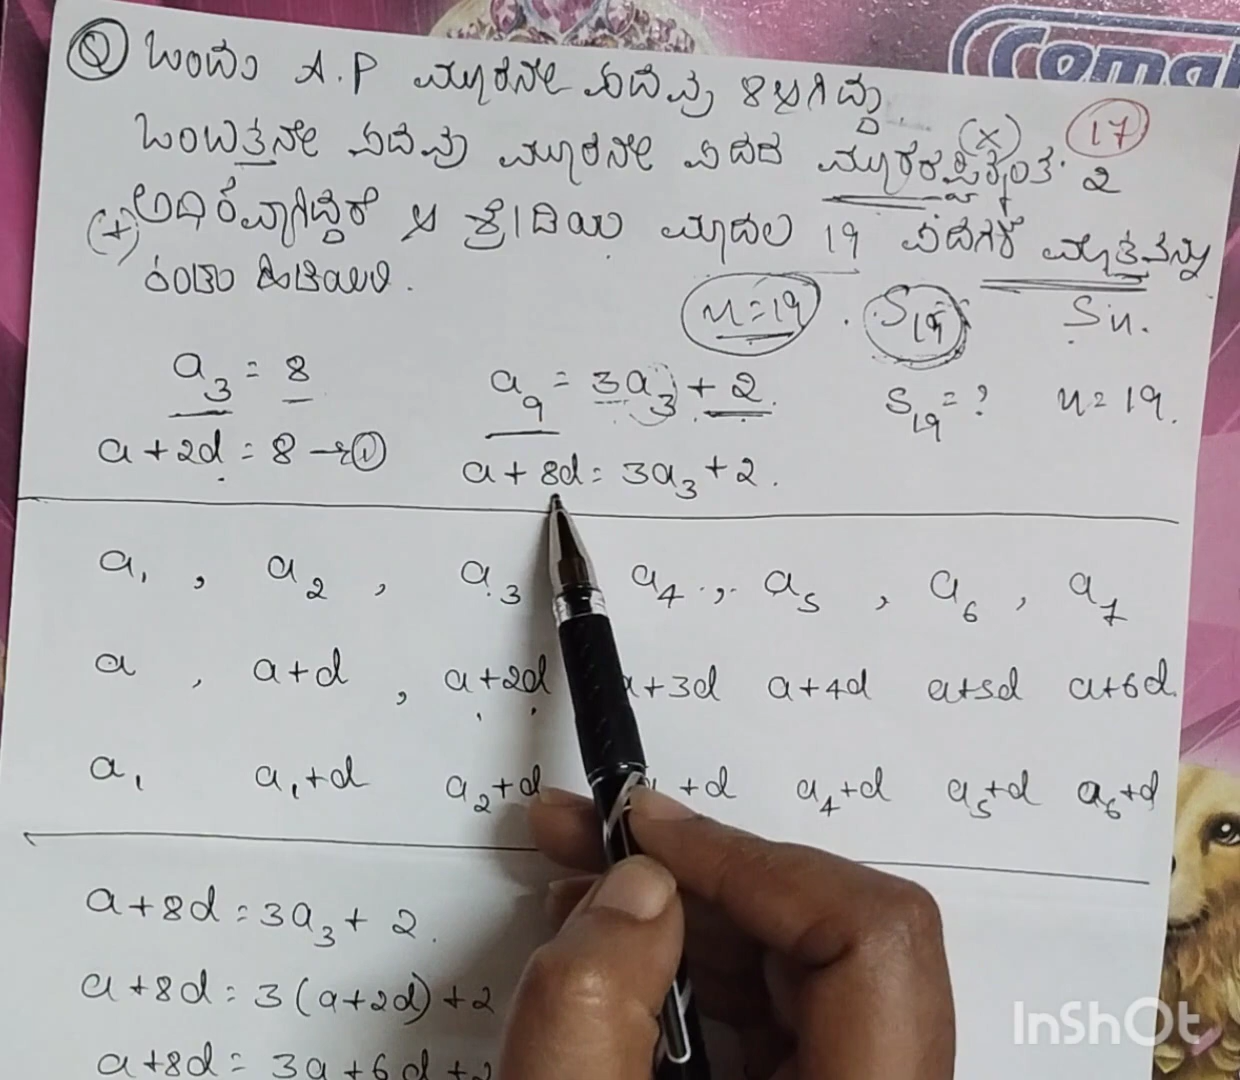 Q ಒಂದು A.P ಮೂರನೇ ಪದವು 8 ಆಗಿದ್ದು
17
ಒಂಬತ್ತನೇ ಪದವು ಮೂರನೇ ಪದದ ಮೂರರಷ್ಟಕ್ಕಿಂತ 2
(x)
(+) ಅಧಿಕವಾಗಿದ್ದರೆ ಆ ಶ್ರೇಢಿಯ ಮೊದಲ 19 ಪದಗಳ ಮೊತ್ತವನ್ನು
ಕಂಡು ಹಿಡಿಯಿರಿ.
n=19 . S₁₉ Sn.
a₃ = 8 a₉ = 3a₃ + 2. S₁₉ = ? n = 19.
a + 2d = 8 → ① a + 8d = 3a₃ + 2.
a₁ , a₂ , a₃ a₄ , a₅ , a₆ , a₇
a , a+d , a+2d +3d a+4d a+5d a+6d.
a₁ a₁+d a₂+d +d a₄+d a₅+d a₆+d
a + 8d = 3a₃ + 2.
a + 8d = 3(a+2d) + 2
a + 8d = 3a + 6d + 2
InShOt